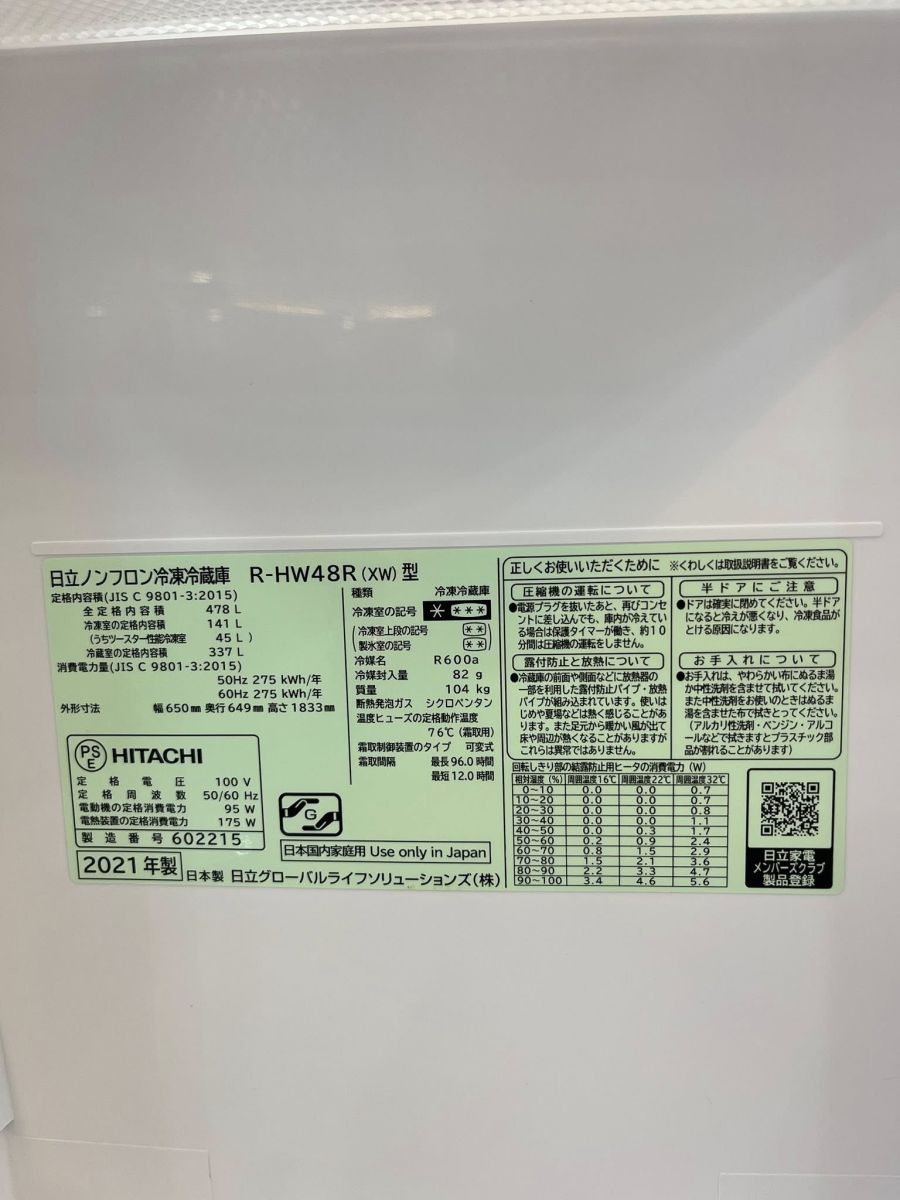 日立ノンフロン冷凍冷蔵庫 R-HW48R(XW)型
定格内容積(JIS C 9801-3:2015)
全定格内容積 478 L
冷凍室の定格内容積 141 L
(うちツースター性能冷凍室 45 L)
冷蔵室の定格内容積 337 L
消費電力量(JIS C 9801-3:2015)
50Hz 275 kWh/年
60Hz 275 kWh/年
外形寸法 幅 650㎜ 奥行 649㎜ 高さ 1833㎜
PS
E
HITACHI
定格電圧 100 V
定格周波数 50/60 Hz
電動機の定格消費電力 95 W
電熱装置の定格消費電力 175 W
製造番号 602215
2021年製
日本製 日立グローバルライフソリューションズ(株)
種類 冷凍冷蔵庫
冷凍室の記号 * ***
(冷凍室上段の記号 **)
(製氷室の記号 **)
冷媒名 R600a
冷媒封入量 82 g
質量 104 kg
断熱発泡ガス シクロペンタン
温度ヒューズの定格動作温度
76℃(霜取用)
霜取制御装置のタイプ 可変式
霜取間隔 最長96.0時間
最短12.0時間
G
日本国内家庭用 Use only in Japan
正しくお使いいただくために ※くわしくは取扱説明書をご覧ください。
圧縮機の運転について
●電源プラグを抜いたあと、再びコンセ
ントに差し込んでも、庫内が冷えてい
る場合は保護タイマーが働き、約10
分間は圧縮機の運転をしません。
露付防止と放熱について
●冷蔵庫の前面や側面などに放熱器の
一部を利用した露付防止パイプ・放熱
パイプが組み込まれています。使いは
じめや夏場などは熱く感じることがあり
ます。また足元から暖かい風が出て
床や周辺が熱くなることがありますが
これらは異常ではありません。
半ドアにご注意
●ドアは確実に閉めてください。半ドア
になると冷えが悪くなり、冷凍食品が
とける原因になります。
お手入れについて
●お手入れは、やわらかい布にぬるま湯
か中性洗剤を含ませて拭いてください。
また中性洗剤をお使いのときはぬるま
湯を含ませた布で拭きとってください。
(アルカリ性洗剤・ベンジン・アルコ
ールなどで拭きますとプラスチック部
品が割れることがあります)
回転しきり部の結露防止用ヒータの消費電力(W)
相対湿度(%) 周囲温度16℃ 周囲温度22℃ 周囲温度32℃
0~10 0.0 0.0 0.7
10~20 0.0 0.0 0.7
20~30 0.0 0.0 0.8
30~40 0.0 0.0 1.1
40~50 0.0 0.3 1.7
50~60 0.2 0.9 2.4
60~70 0.8 1.5 2.9
70~80 1.5 2.1 3.6
80~90 2.2 3.3 4.7
90~100 3.4 4.6 5.6
日立家電
メンバーズクラブ
製品登録